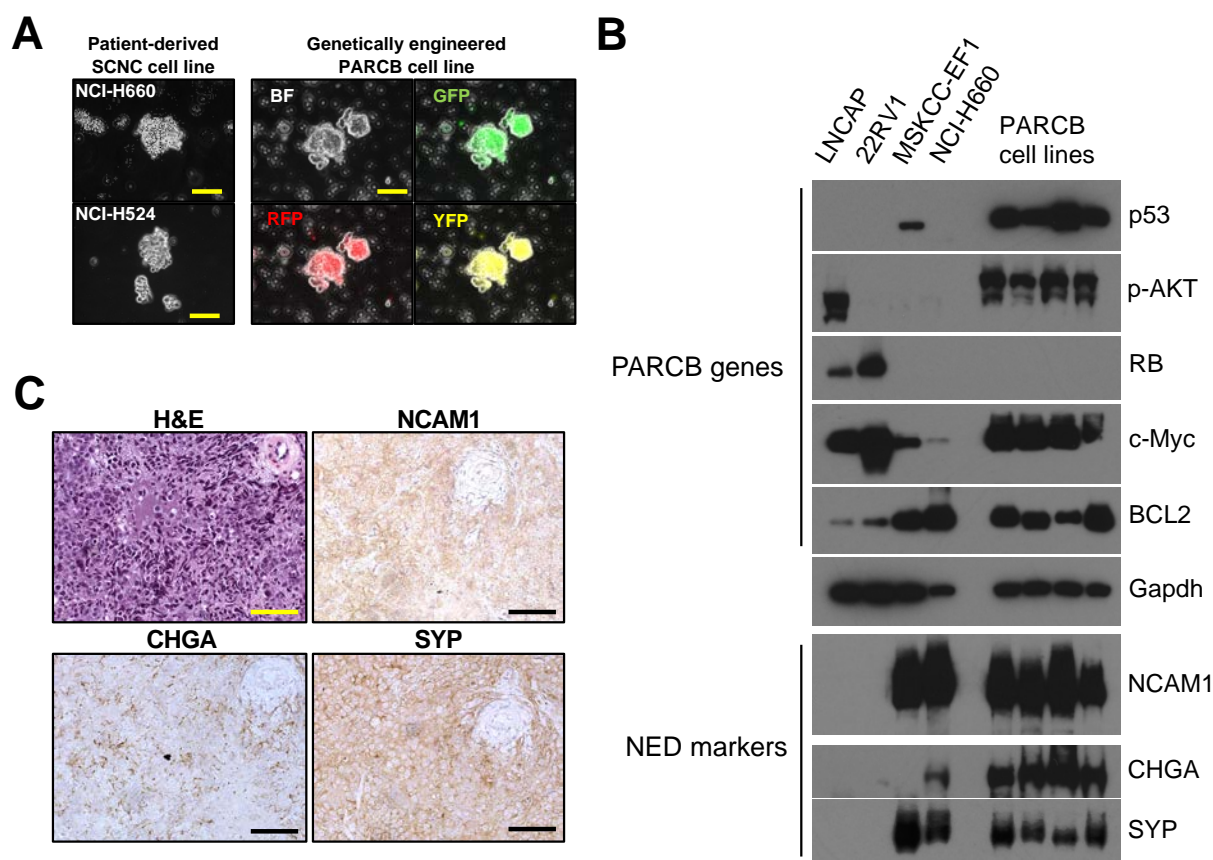 A
Patient-derived
SCNC cell line
Genetically engineered
PARCB cell line
NCI-H660
BF
GFP
NCI-H524
RFP
YFP
B
LNCAP
22RV1
MSKCC-EF1
NCI-H660
PARCB
cell lines
PARCB genes
p53
p-AKT
RB
c-Myc
BCL2
Gapdh
NED markers
NCAM1
CHGA
SYP
C
H&E
NCAM1
CHGA
SYP